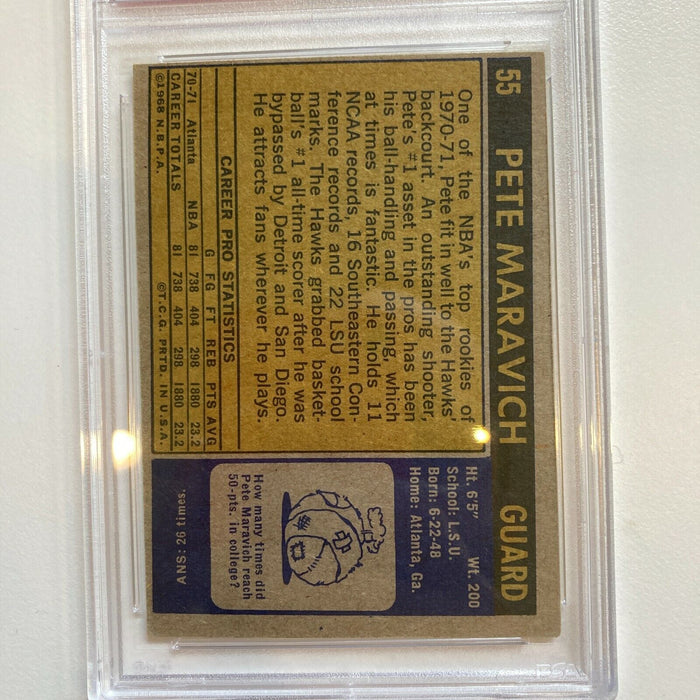 55 PETE MARAVICH GUARD
One of the NBA's top rookies of
1970-71, Pete fit in well to the Hawks'
backcourt. An outstanding shooter,
Pete's #1 asset in the pros has been
his ball-handling and passing, which
at times is fantastic. He holds 11
NCAA records, 16 Southeastern Con-
ference records and 22 LSU school
marks. The Hawks grabbed basket-
ball's #1 all-time scorer after he was
bypassed by Detroit and San Diego.
He attracts fans wherever he plays.
CAREER PRO STATISTICS
G FG FT REB PTS AVG
70-71 Atlanta NBA 81 738 404 298 1880 23.2
CAREER TOTALS 81 738 404 298 1880 23.2
©1968 N.B.P.A. ©T.C.G. PRTD. IN U.S.A.
Ht. 6'5" Wt. 200
School: L.S.U.
Born: 6-22-48
Home: Atlanta, Ga.
How many times did
Pete Maravich reach
50-pts. in college?
ANS: 26 times.